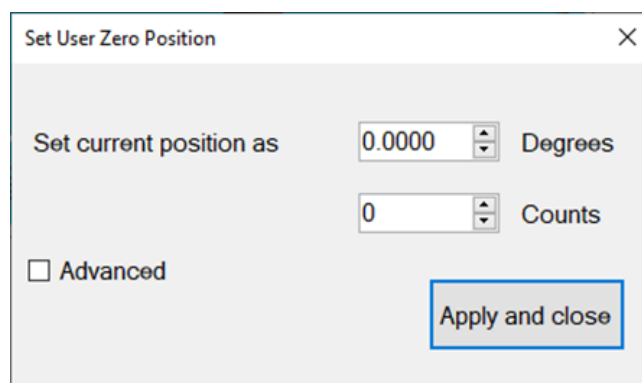 Set User Zero Position
Set current position as 0.0000 Degrees
0 Counts
Advanced
Apply and close